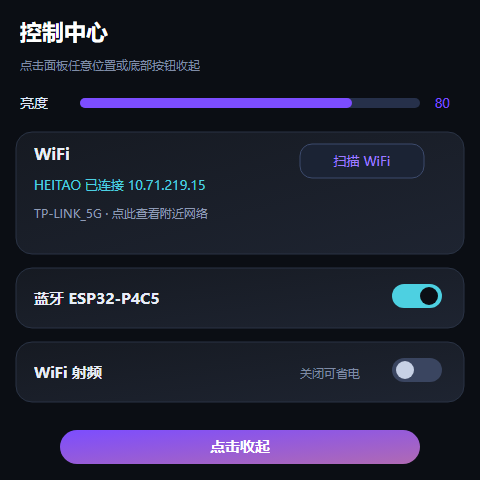 控制中心
点击面板任意位置或底部按钮收起
亮度 80
WiFi 扫描 WiFi
HEITAO 已连接 10.71.219.15
TP-LINK_5G · 点此查看附近网络
蓝牙 ESP32-P4C5
WiFi 射频 关闭可省电
点击收起